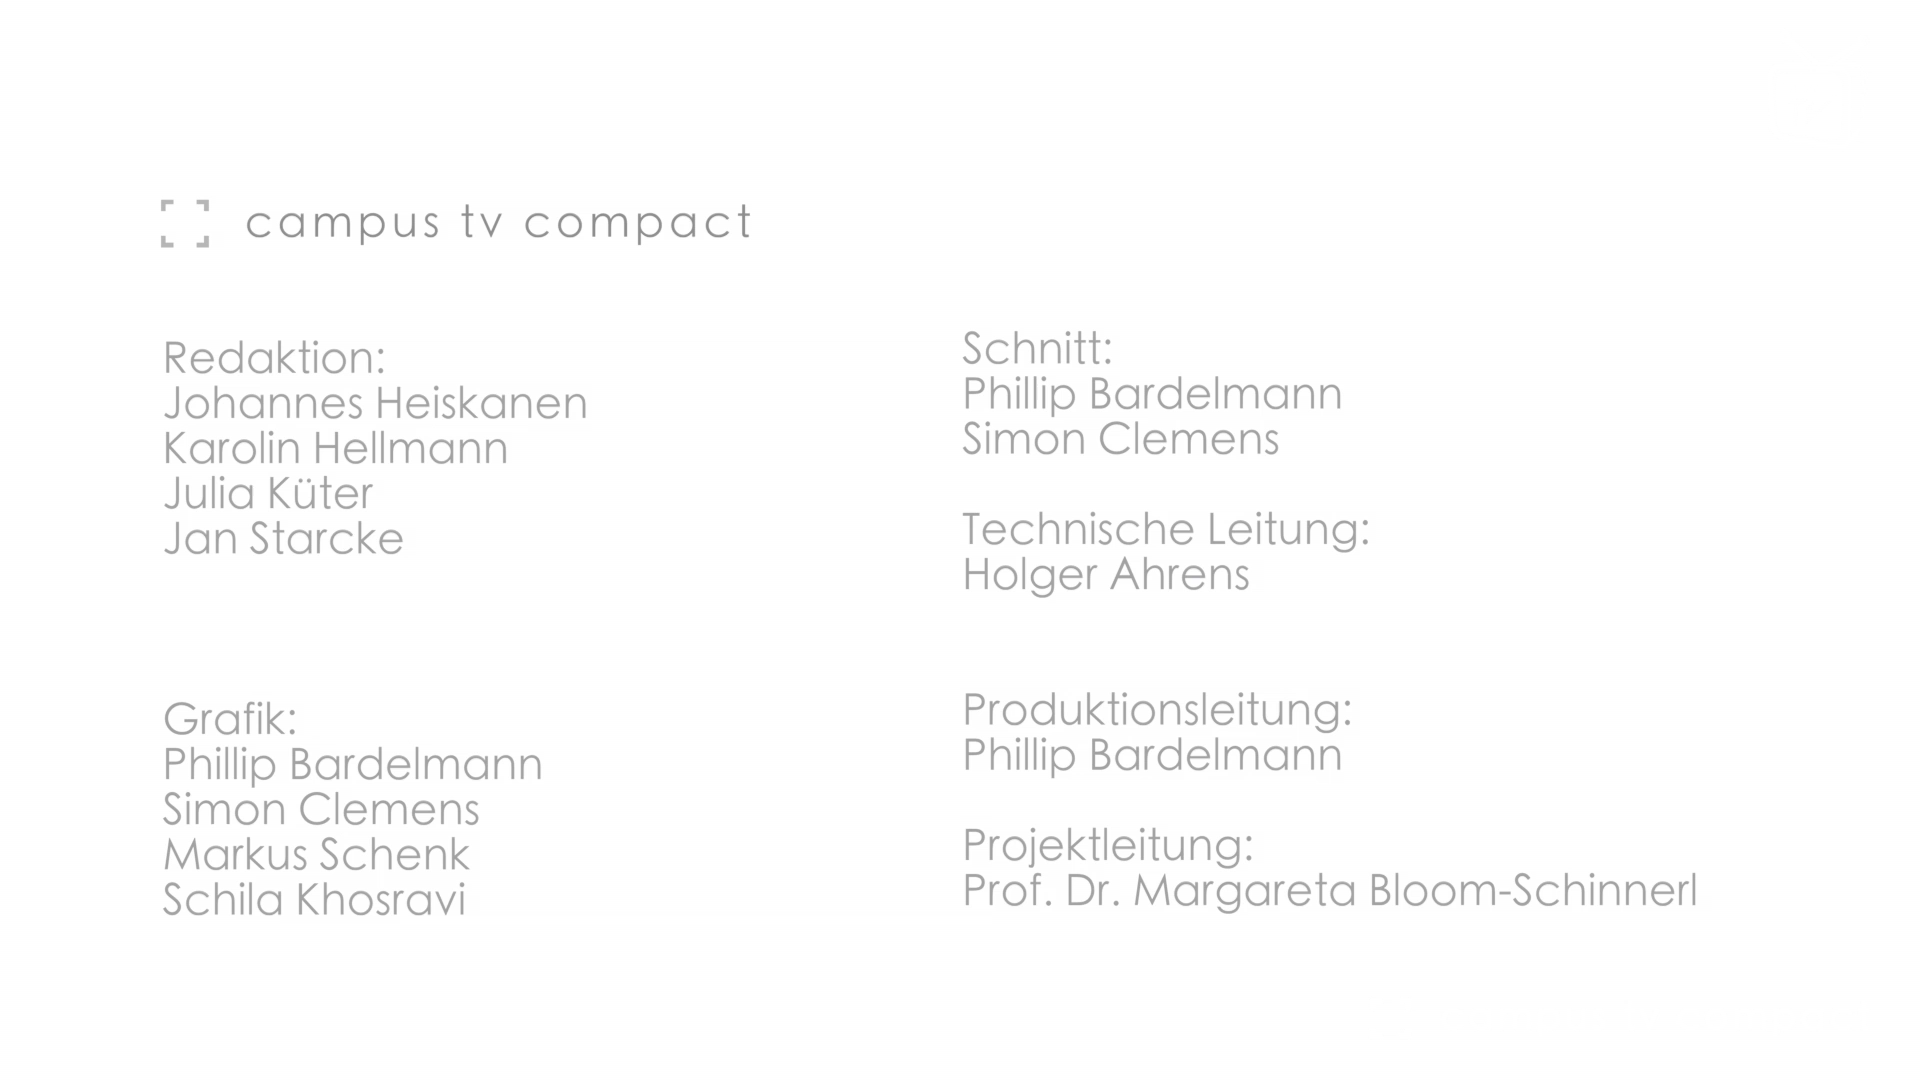 campus tv compact
Redaktion:
Johannes Heiskanen
Karolin Hellmann
Julia Küter
Jan Starcke
Grafik:
Phillip Bardelmann
Simon Clemens
Markus Schenk
Schila Khosravi
Schnitt:
Phillip Bardelmann
Simon Clemens
Technische Leitung:
Holger Ahrens
Produktionsleitung:
Phillip Bardelmann
Projektleitung:
Prof. Dr. Margareta Bloom-Schinnerl